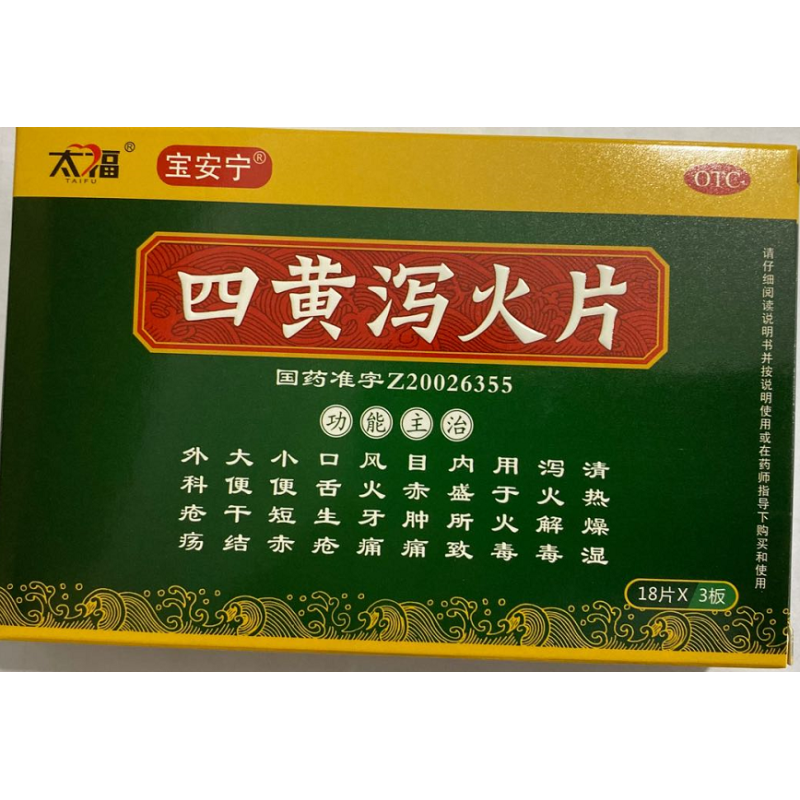 太福®
TAIFU
宝安宁®
OTC
四黄泻火片
国药准字Z20026355
功能主治
清热燥湿
泻火解毒
用于火毒
内盛所致
目赤肿痛
风火牙痛
口舌生疮
小便短赤
大便干结
外科疮疡
请仔细阅读说明书并按说明使用或在药师指导下购买和使用
18片X 3板